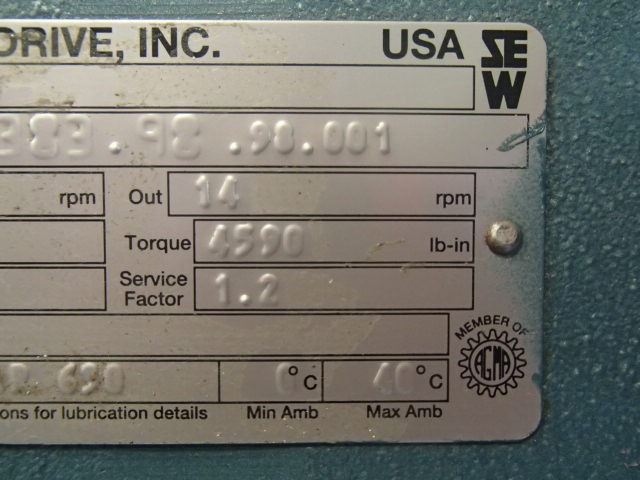 DRIVE, INC. USA SEW
383.98.98.001
rpm Out 14 rpm
Torque 4590 lb-in
Service Factor 1.2
MEMBER OF AGMA
630 0°C 40°C
ons for lubrication details Min Amb Max Amb